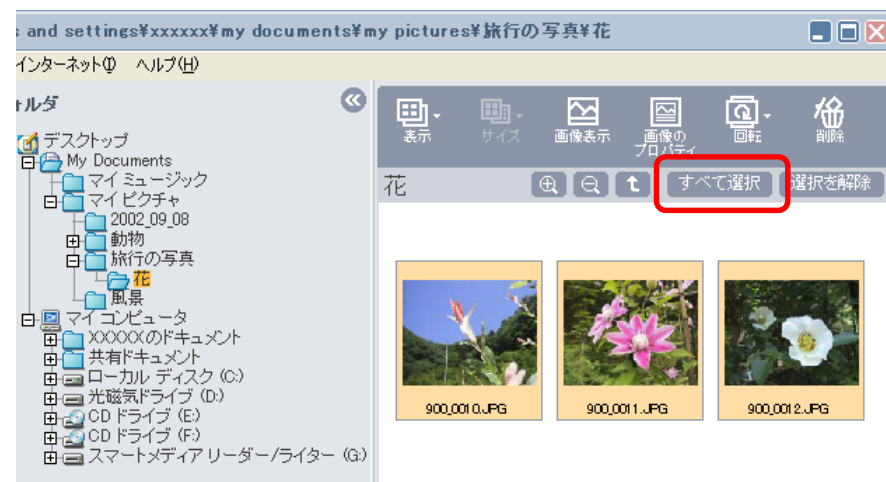 s and settings¥xxxxxx¥my documents¥my pictures¥旅行の写真¥花
インターネット(I) ヘルプ(H)
ォルダ
デスクトップ
My Documents
マイ ミュージック
マイ ピクチャ
2002_09_08
動物
旅行の写真
花
風景
マイ コンピュータ
XXXXXのドキュメント
共有ドキュメント
ローカル ディスク (C:)
光磁気ドライブ (D:)
CD ドライブ (E:)
CD ドライブ (F:)
スマートメディア リーダー/ライター (G:)
表示 サイズ 画像表示 画像の プロパティ 回転 削除
花 すべて選択 選択を解除
900_0010.JPG 900_0011.JPG 900_0012.JPG